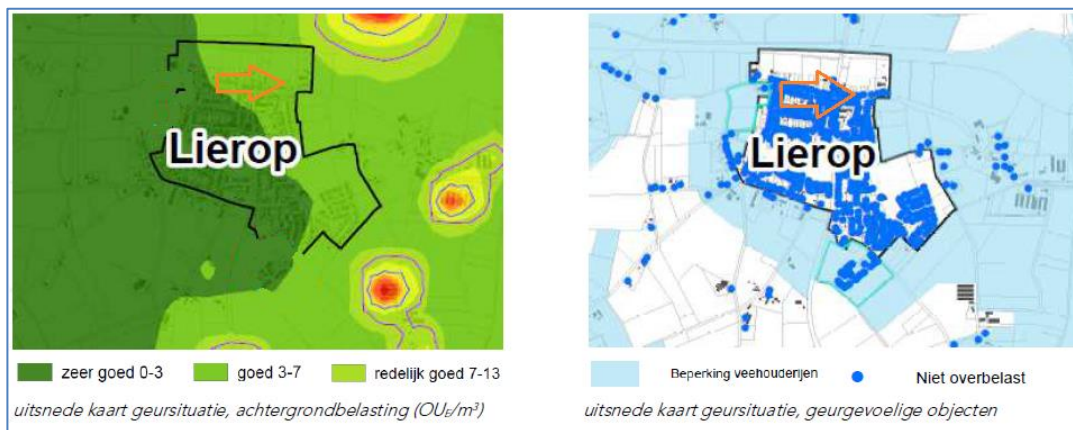 Lierop
zeer goed 0-3
goed 3-7
redelijk goed 7-13
uitsnede kaart geursituatie, achtergrondbelasting (OUE/m³)
Lierop
Beperking veehouderijen
Niet overbelast
uitsnede kaart geursituatie, geurgevoelige objecten